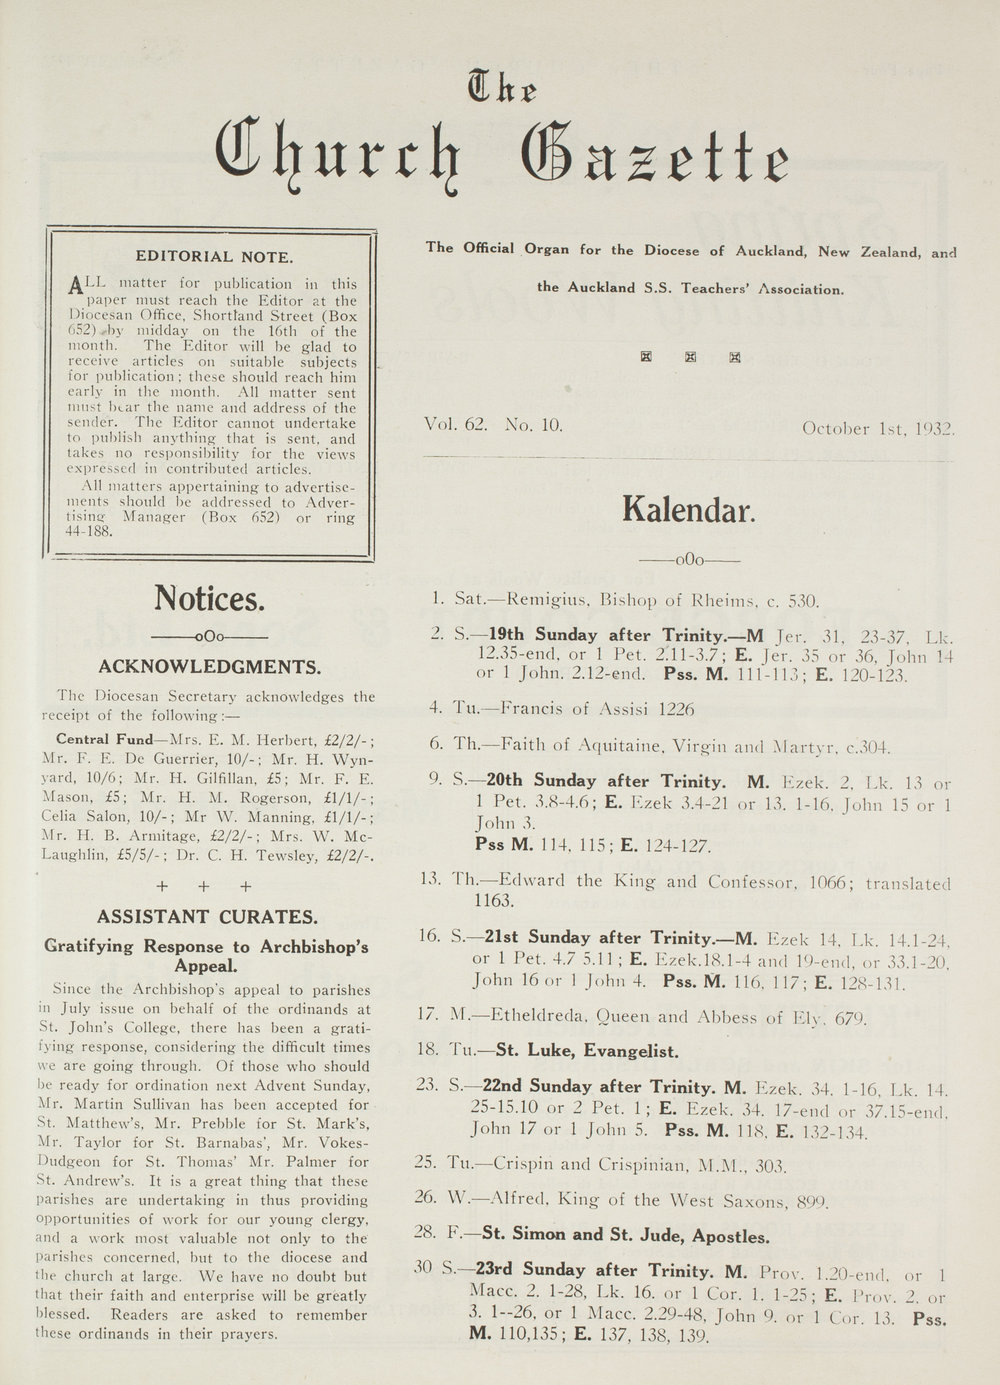 The
Church Gazette
EDITORIAL NOTE.
ALL matter for publication in this
paper must reach the Editor at the
Diocesan Office, Shortland Street (Box
652) by midday on the 16th of the
month. The Editor will be glad to
receive articles on suitable subjects
for publication; these should reach him
early in the month. All matter sent
must bear the name and address of the
sender. The Editor cannot undertake
to publish anything that is sent, and
takes no responsibility for the views
expressed in contributed articles.
All matters appertaining to advertise-
ments should be addressed to Adver-
tising Manager (Box 652) or ring
44-188.
Notices.
——oOo——
ACKNOWLEDGMENTS.
The Diocesan Secretary acknowledges the
receipt of the following:—
Central Fund—Mrs. E. M. Herbert, £2/2/-;
Mr. F. E. De Guerrier, 10/-; Mr. H. Wyn-
yard, 10/6; Mr. H. Gilfillan, £5; Mr. F. E.
Mason, £5; Mr. H. M. Rogerson, £1/1/-;
Celia Salon, 10/-; Mr W. Manning, £1/1/-;
Mr. H. B. Armitage, £2/2/-; Mrs. W. Mc-
Laughlin, £5/5/-; Dr. C. H. Tewsley, £2/2/-.
+ + +
ASSISTANT CURATES.
Gratifying Response to Archbishop's
Appeal.
Since the Archbishop's appeal to parishes
in July issue on behalf of the ordinands at
St. John's College, there has been a grati-
fying response, considering the difficult times
we are going through. Of those who should
be ready for ordination next Advent Sunday,
Mr. Martin Sullivan has been accepted for
St. Matthew's, Mr. Prebble for St. Mark's,
Mr. Taylor for St. Barnabas', Mr. Vokes-
Dudgeon for St. Thomas' Mr. Palmer for
St. Andrew's. It is a great thing that these
parishes are undertaking in thus providing
opportunities of work for our young clergy,
and a work most valuable not only to the
parishes concerned, but to the diocese and
the church at large. We have no doubt but
that their faith and enterprise will be greatly
blessed. Readers are asked to remember
these ordinands in their prayers.
The Official Organ for the Diocese of Auckland, New Zealand, and
the Auckland S.S. Teachers' Association.
Vol. 62. No. 10. October 1st, 1932.
Kalendar.
——oOo——
1. Sat.—Remigius, Bishop of Rheims, c. 530.
2. S.—19th Sunday after Trinity.—M Jer. 31, 23-37, Lk.
12.35-end, or 1 Pet. 2.11-3.7; E. Jer. 35 or 36, John 14
or 1 John, 2.12-end. Pss. M. 111-113; E. 120-123.
4. Tu.—Francis of Assisi 1226
6. Th.—Faith of Aquitaine, Virgin and Martyr, c.304.
9. S.—20th Sunday after Trinity. M. Ezek. 2, Lk. 13 or
1 Pet. 3.8-4.6; E. Ezek 3.4-21 or 13. 1-16, John 15 or 1
John 3.
Pss M. 114, 115; E. 124-127.
13. Th.—Edward the King and Confessor, 1066; translated
1163.
16. S.—21st Sunday after Trinity.—M. Ezek 14, Lk. 14.1-24,
or 1 Pet. 4.7 5.11; E. Ezek.18.1-4 and 19-end, or 33.1-20,
John 16 or 1 John 4. Pss. M. 116, 117; E. 128-131.
17. M.—Etheldreda, Queen and Abbess of Ely, 679.
18. Tu.—St. Luke, Evangelist.
23. S.—22nd Sunday after Trinity. M. Ezek. 34. 1-16, Lk. 14.
25-15.10 or 2 Pet. 1; E. Ezek. 34. 17-end or 37.15-end,
John 17 or 1 John 5. Pss. M. 118, E. 132-134.
25. Tu.—Crispin and Crispinian, M.M., 303.
26. W.—Alfred, King of the West Saxons, 899.
28. F.—St. Simon and St. Jude, Apostles.
30 S.—23rd Sunday after Trinity. M. Prov. 1.20-end, or 1
Macc. 2. 1-28, Lk. 16. or 1 Cor. 1. 1-25; E. Prov. 2. or
3. 1--26, or 1 Macc. 2.29-48, John 9. or 1 Cor. 13. Pss.
M. 110,135; E. 137, 138, 139.